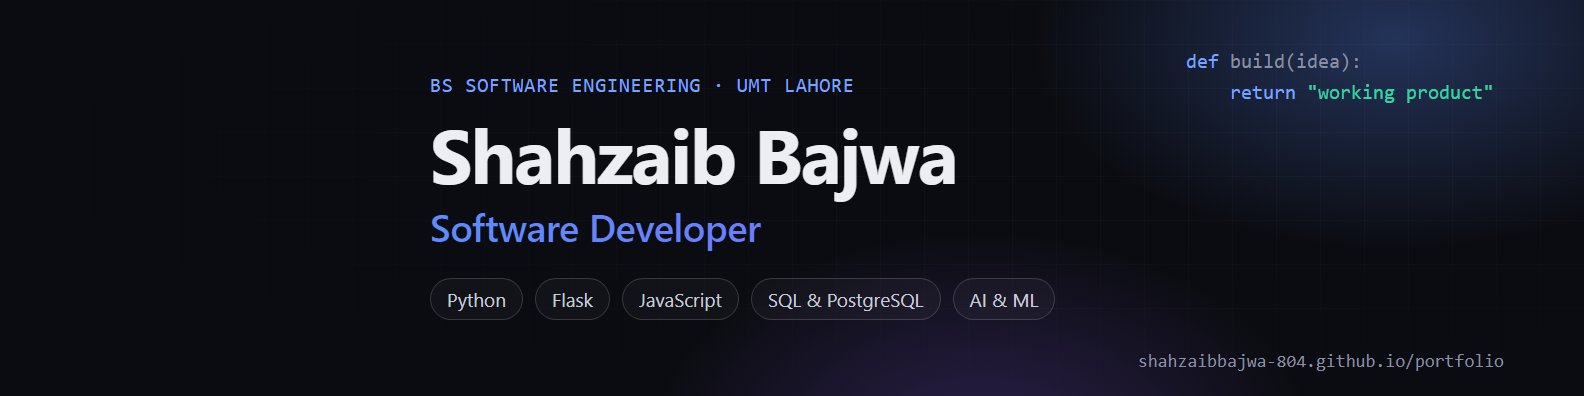 BS SOFTWARE ENGINEERING · UMT LAHORE
Shahzaib Bajwa
Software Developer
Python Flask JavaScript SQL & PostgreSQL AI & ML
def build(idea):
    return "working product"
shahzaibbajwa-804.github.io/portfolio